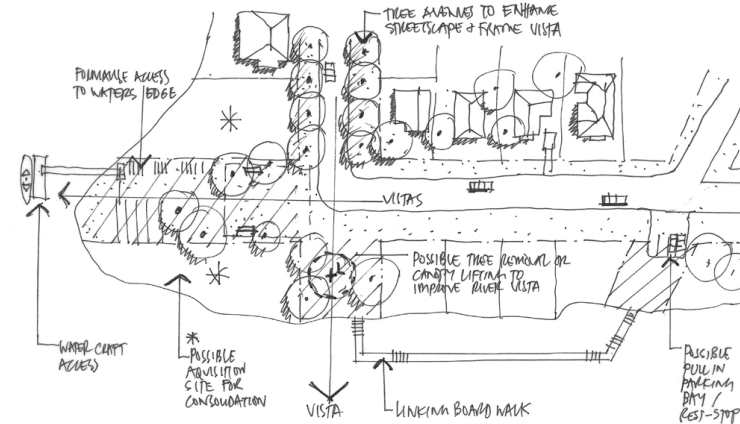 TREE AVENUES TO ENHANCE
STREETSCAPE & FRAME VISTA
FORMALISE ACCESS
TO WATERS EDGE
VISTAS
POSSIBLE TREE REMOVAL OR
CANOPY LIFTING TO
IMPROVE RIVER VISTA
WATER CRAFT
ACCESS
*
POSSIBLE
AQUISITION
SITE FOR
CONSOLIDATION
VISTA
LINKING BOARD WALK
POSSIBLE
PULL IN
PARKING
BAY /
REST-STOP